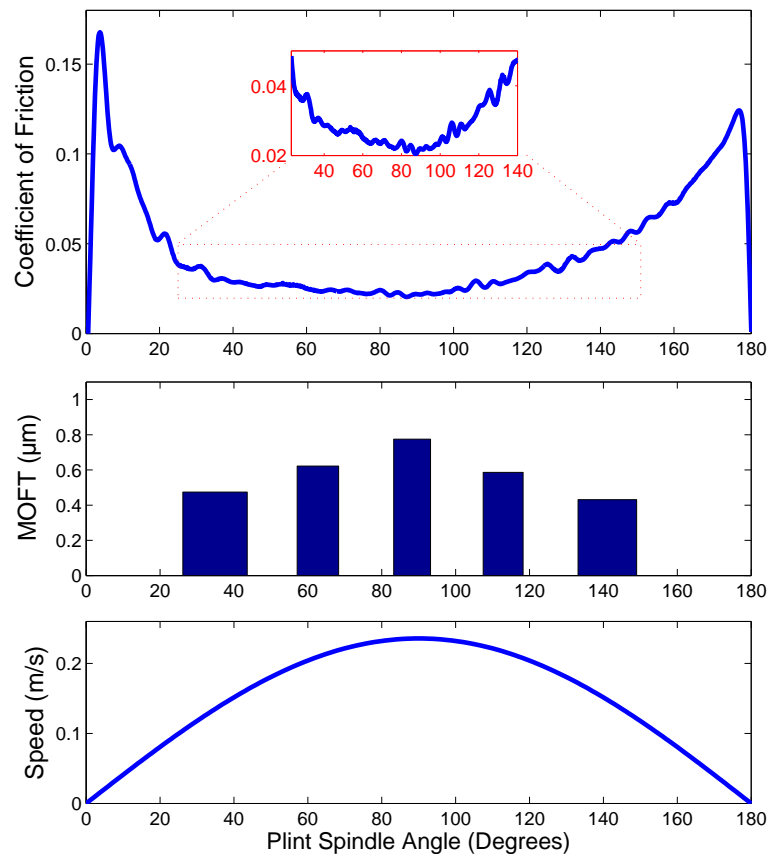 Coefficient of Friction
0.15
0.1
0.05
0
0.04
0.02
40 60 80 100 120 140
0 20 40 60 80 100 120 140 160 180
MOFT (µm)
1
0.8
0.6
0.4
0.2
0
0 20 40 60 80 100 120 140 160 180
Speed (m/s)
0.2
0.1
0
0 20 40 60 80 100 120 140 160 180
Plint Spindle Angle (Degrees)